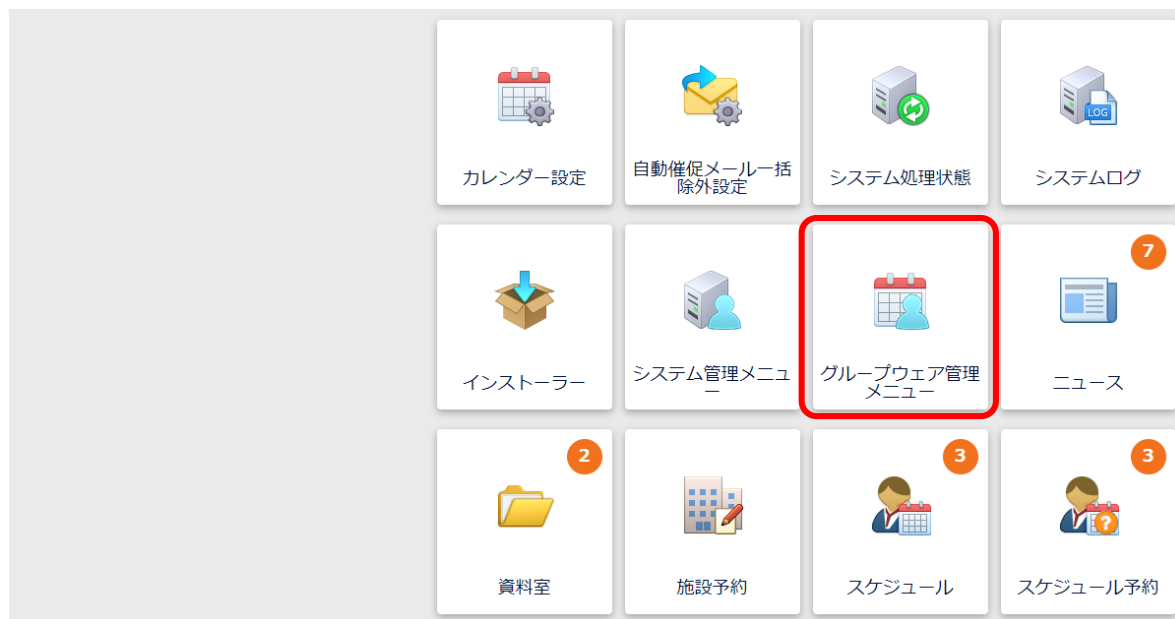 カレンダー設定
自動催促メール一括
除外設定
システム処理状態
LOG
システムログ
インストーラー
システム管理メニュ
ー
グループウェア管理
メニュー
7
ニュース
2
資料室
施設予約
3
スケジュール
3
?
スケジュール予約